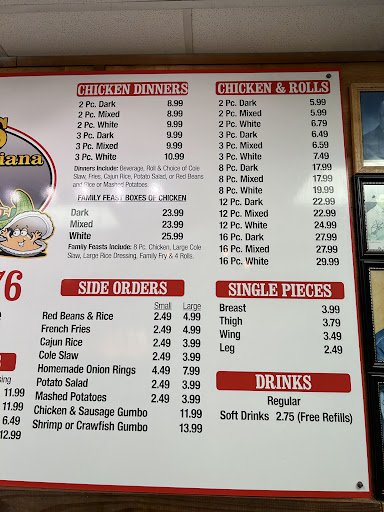 S
iana
76
e
S
sing
11.99
11.99
6.49
12.99
CHICKEN DINNERS
2 Pc. Dark 8.99
2 Pc. Mixed 8.99
2 Pc. White 9.99
3 Pc. Dark 9.99
3 Pc. Mixed 9.99
3 Pc. White 10.99
Dinners Include: Beverage, Roll & Choice of Cole
Slaw, Fries, Cajun Rice, Potato Salad, or Red Beans
and Rice or Mashed Potatoes.
FAMILY FEAST BOXES OF CHICKEN
Dark 23.99
Mixed 23.99
White 25.99
Family Feasts Include: 8 Pc. Chicken, Large Cole
Slaw, Large Rice Dressing, Family Fry & 4 Rolls.
CHICKEN & ROLLS
2 Pc. Dark 5.99
2 Pc. Mixed 5.99
2 Pc. White 6.79
3 Pc. Dark 6.49
3 Pc. Mixed 6.59
3 Pc. White 7.49
8 Pc. Dark 17.99
8 Pc. Mixed 17.99
8 Pc. White 19.99
12 Pc. Dark 22.99
12 Pc. Mixed 22.99
12 Pc. White 24.99
16 Pc. Dark 27.99
16 Pc. Mixed 27.99
16 Pc. White 29.99
SIDE ORDERS
Small Large
Red Beans & Rice 2.49 4.99
French Fries 2.49 4.99
Cajun Rice 2.49 3.99
Cole Slaw 2.49 3.99
Homemade Onion Rings 4.49 7.99
Potato Salad 2.49 3.99
Mashed Potatoes 2.49 3.99
Chicken & Sausage Gumbo 11.99
Shrimp or Crawfish Gumbo 13.99
SINGLE PIECES
Breast 3.99
Thigh 3.79
Wing 3.49
Leg 2.49
DRINKS
Regular
Soft Drinks 2.75 (Free Refills)